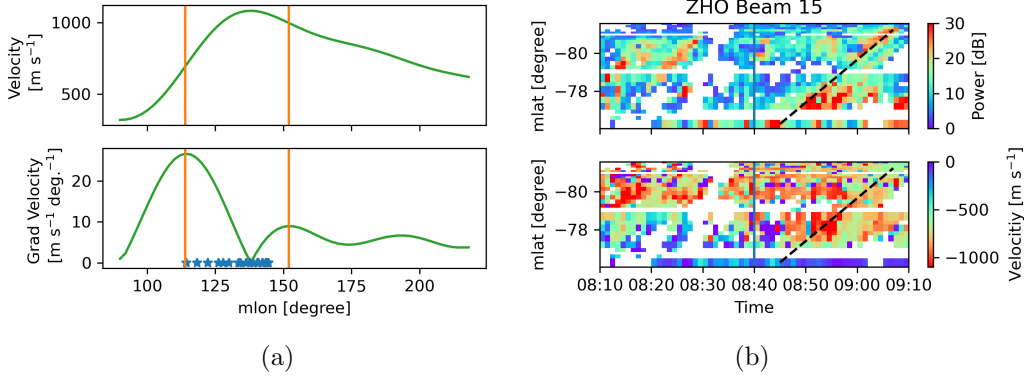 1000
500
Velocity
[m s⁻¹]
20
10
0
Grad Velocity
[m s⁻¹ deg.⁻¹]
100
125
150
175
200
mlon [degree]
(a)
ZHO Beam 15
−80
−78
mlat [degree]
30
20
10
0
Power [dB]
−80
−78
mlat [degree]
0
−500
−1000
Velocitiy [m s⁻¹]
08:10 08:20 08:30 08:40 08:50 09:00 09:10
Time
(b)